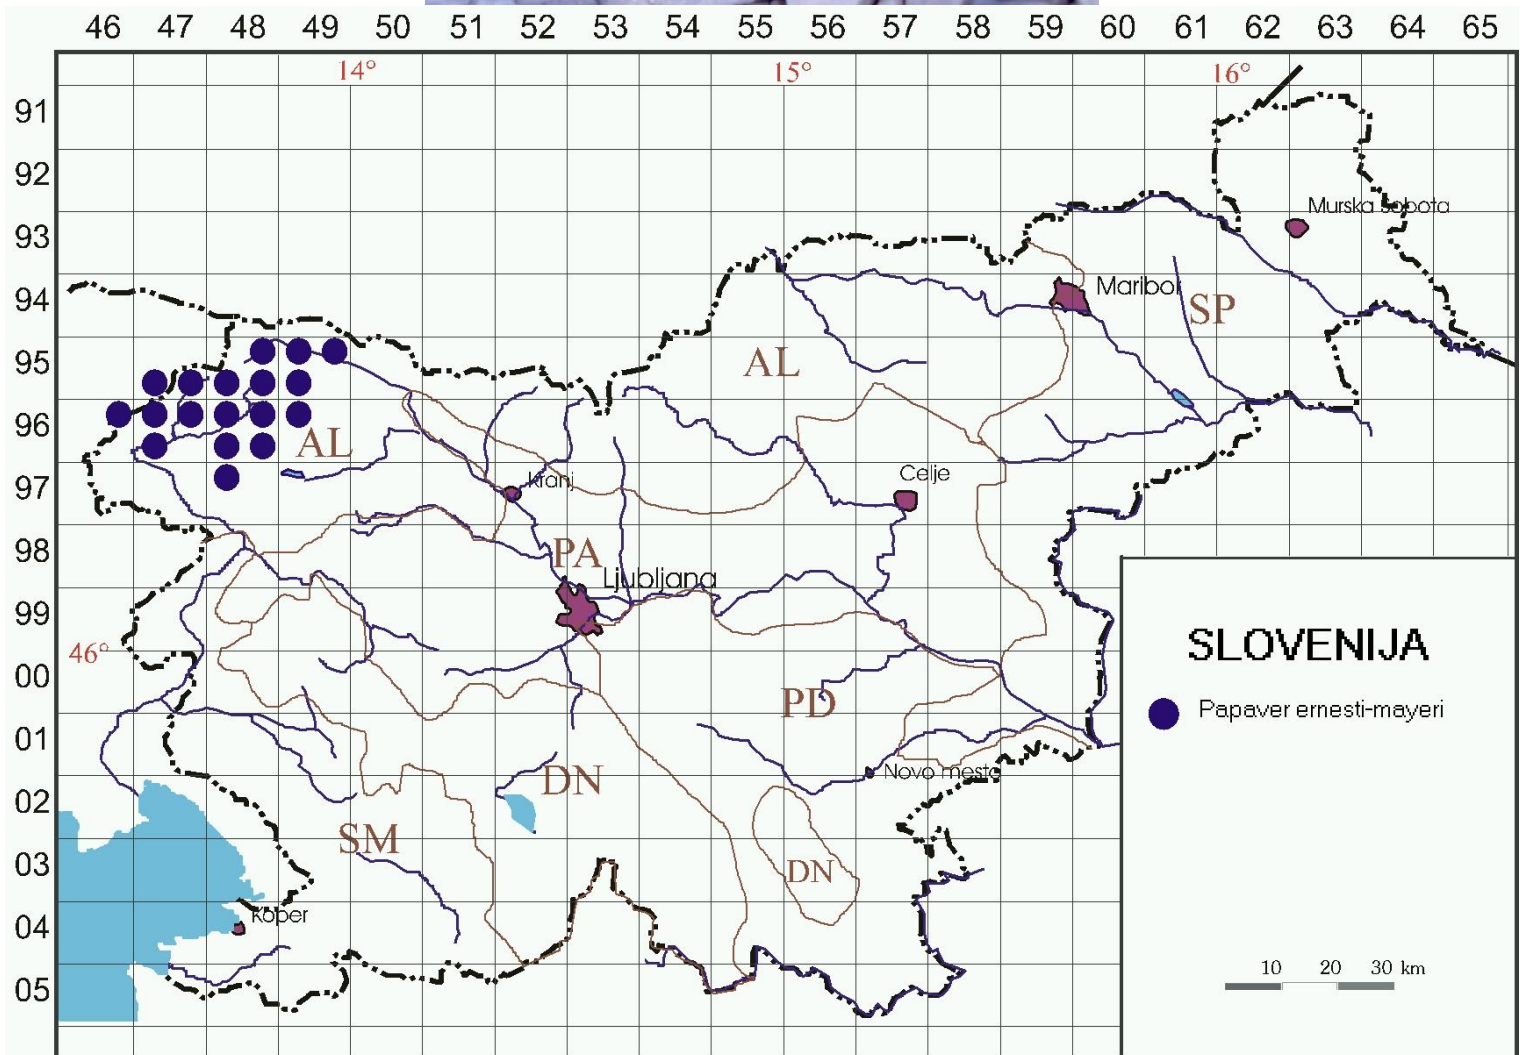 46 47 48 49 50 51 52 53 54 55 56 57 58 59 60 61 62 63 64 65
14° 15° 16°
91
92
Murska sobota
93
94
Maribor
SP
95
AL
96
AL
97
Kranj
Celje
98
PA
Ljubljana
99
46°
00
SLOVENIJA
PD
Papaver ernesti-mayeri
01
DN
Novo mesto
02
SM
03
DN
04
Koper
05
10 20 30 km